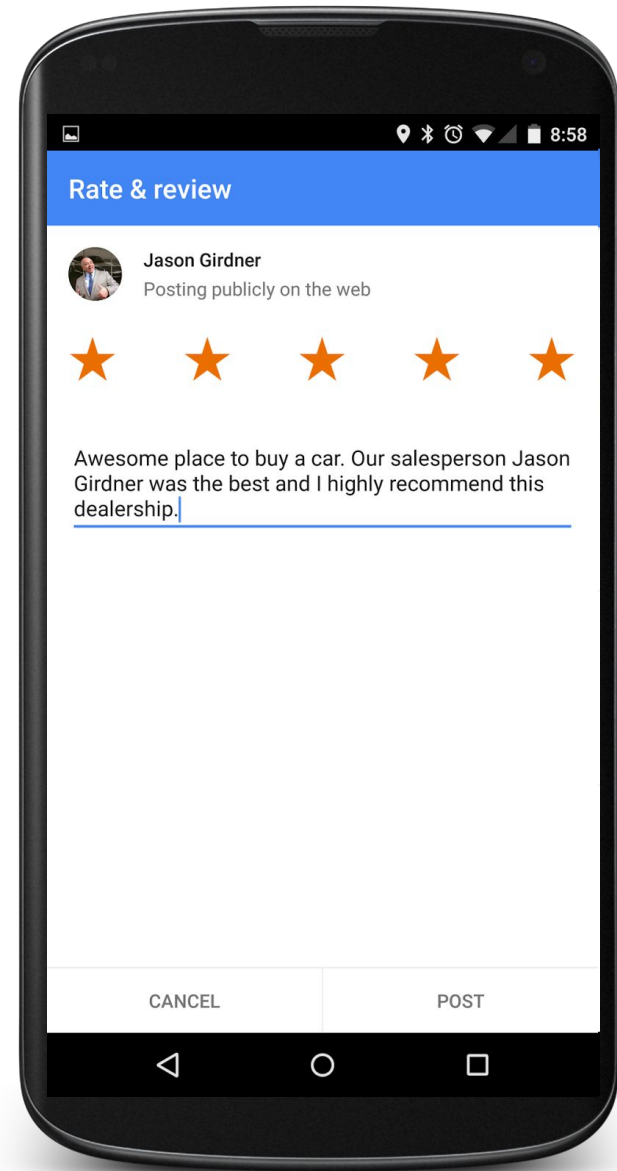 8:58
Rate & review
Jason Girdner
Posting publicly on the web
Awesome place to buy a car. Our salesperson Jason
Girdner was the best and I highly recommend this
dealership.
CANCEL
POST